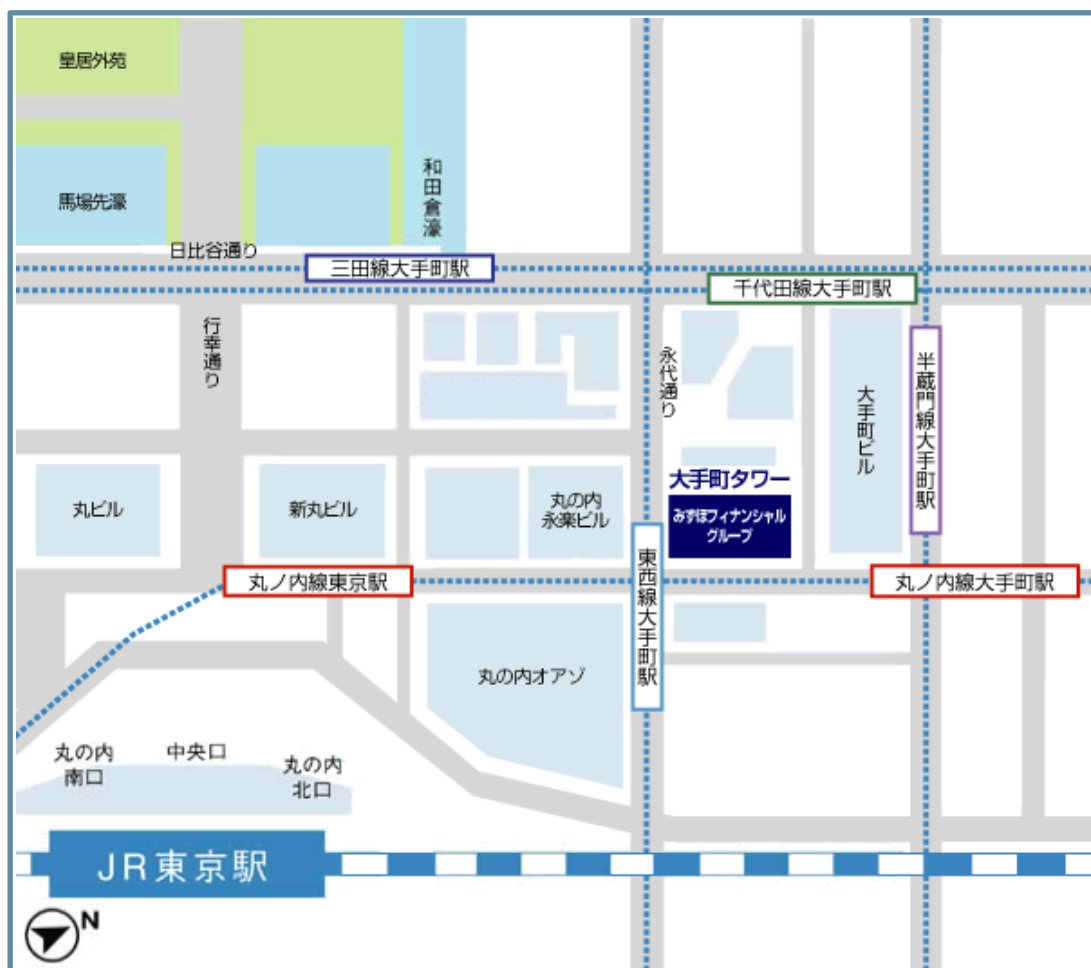 皇居外苑
馬場先濠
和田倉濠
日比谷通り
三田線大手町駅
千代田線大手町駅
行幸通り
永代通り
半蔵門線大手町駅
大手町ビル
大手町タワー
みずほフィナンシャル
グループ
丸ビル
新丸ビル
丸の内
永楽ビル
丸ノ内線東京駅
東西線大手町駅
丸ノ内線大手町駅
丸の内オアゾ
丸の内
南口
中央口
丸の内
北口
JR東京駅
N